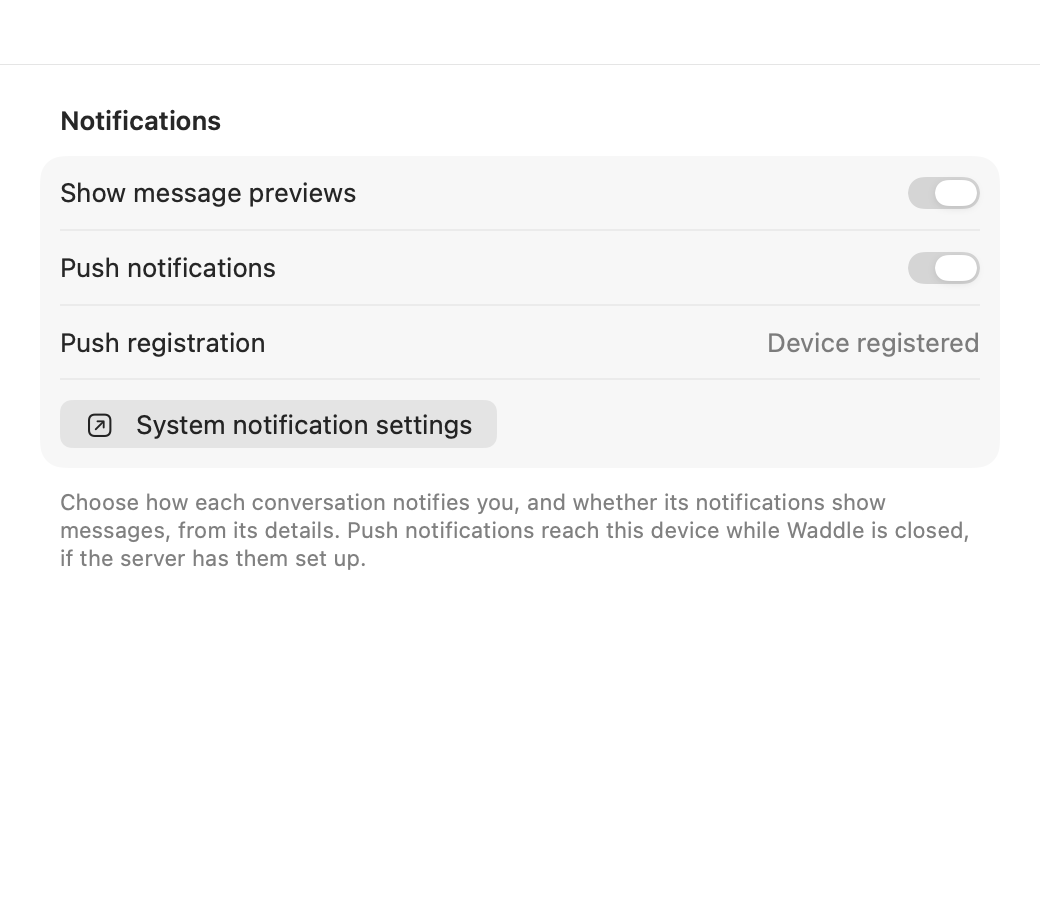 Notifications
Show message previews
Push notifications
Push registration
Device registered
System notification settings
Choose how each conversation notifies you, and whether its notifications show
messages, from its details. Push notifications reach this device while Waddle is closed,
if the server has them set up.